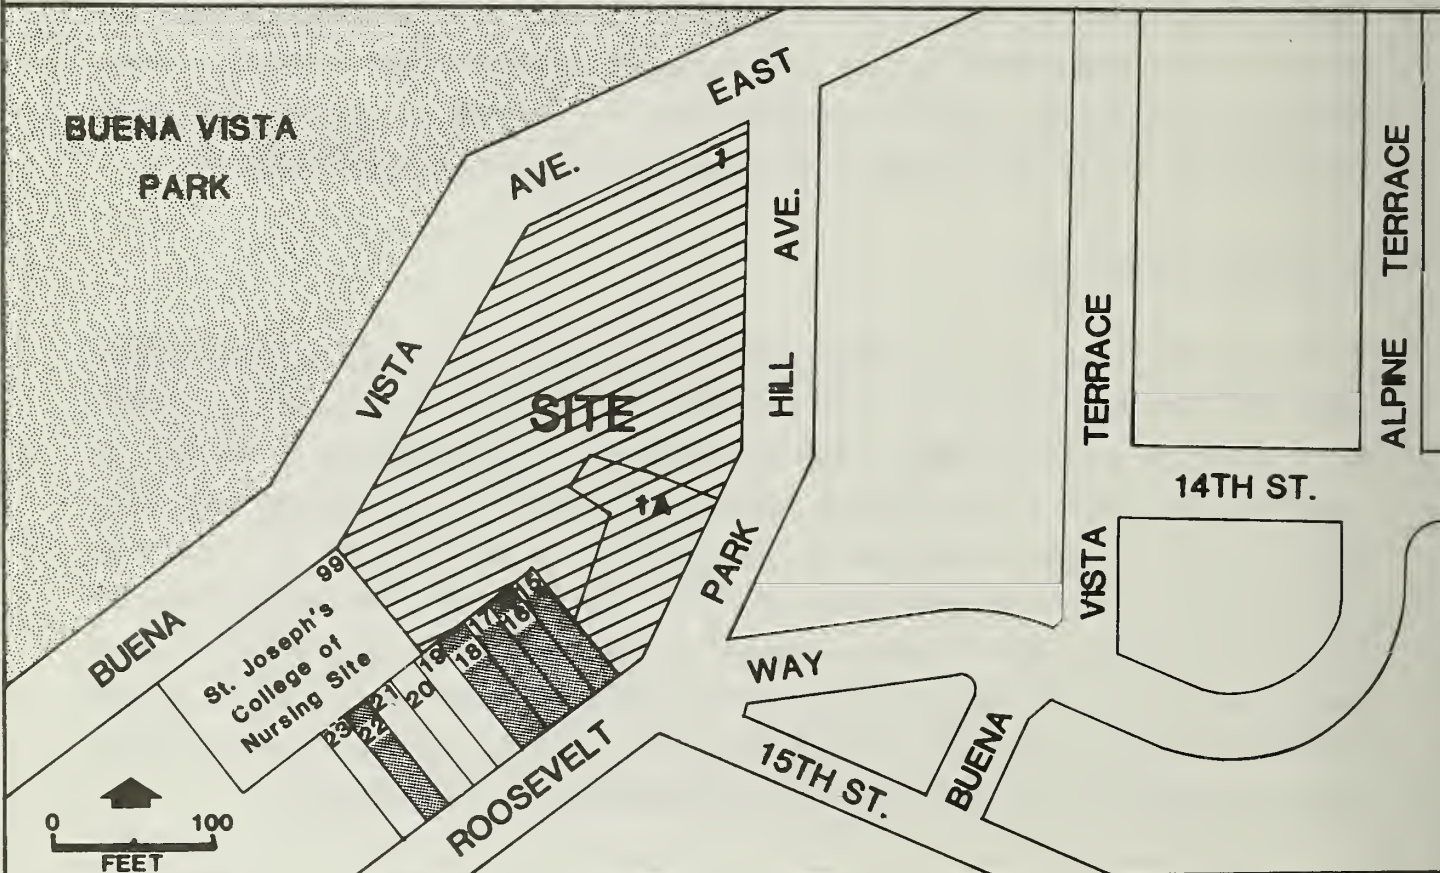 BUENA VISTA
PARK
EAST
AVE.
VISTA
BUENA
1
SITE
1A
HILL AVE.
PARK
TERRACE
VISTA
BUENA
ALPINE TERRACE
14TH ST.
WAY
15TH ST.
ROOSEVELT
99
St. Joseph's
College of
Nursing Site
15
16
17
18
19
20
21
22
23
0 100
FEET